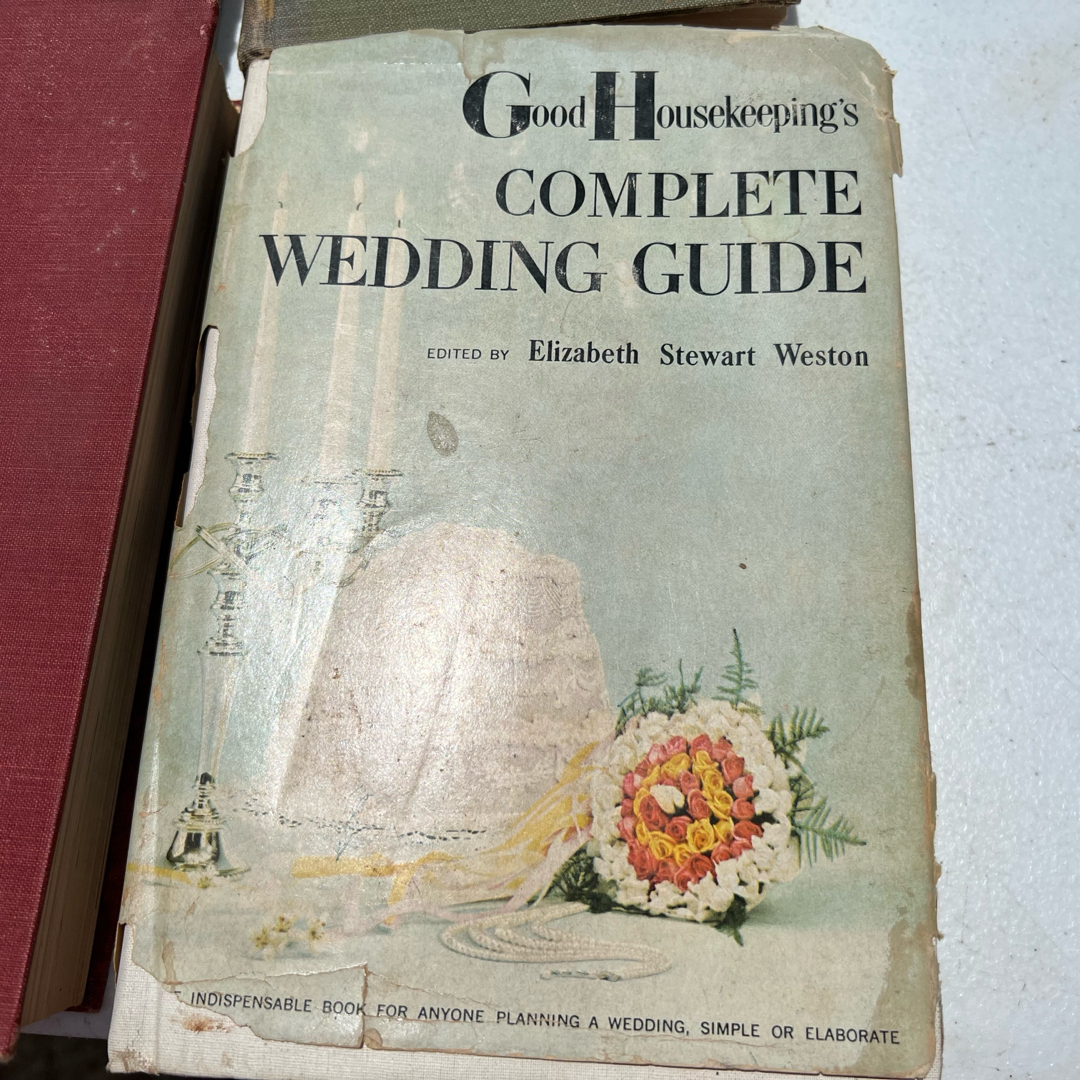 Good Housekeeping's
COMPLETE
WEDDING GUIDE
EDITED BY Elizabeth Stewart Weston
INDISPENSABLE BOOK FOR ANYONE PLANNING A WEDDING, SIMPLE OR ELABORATE